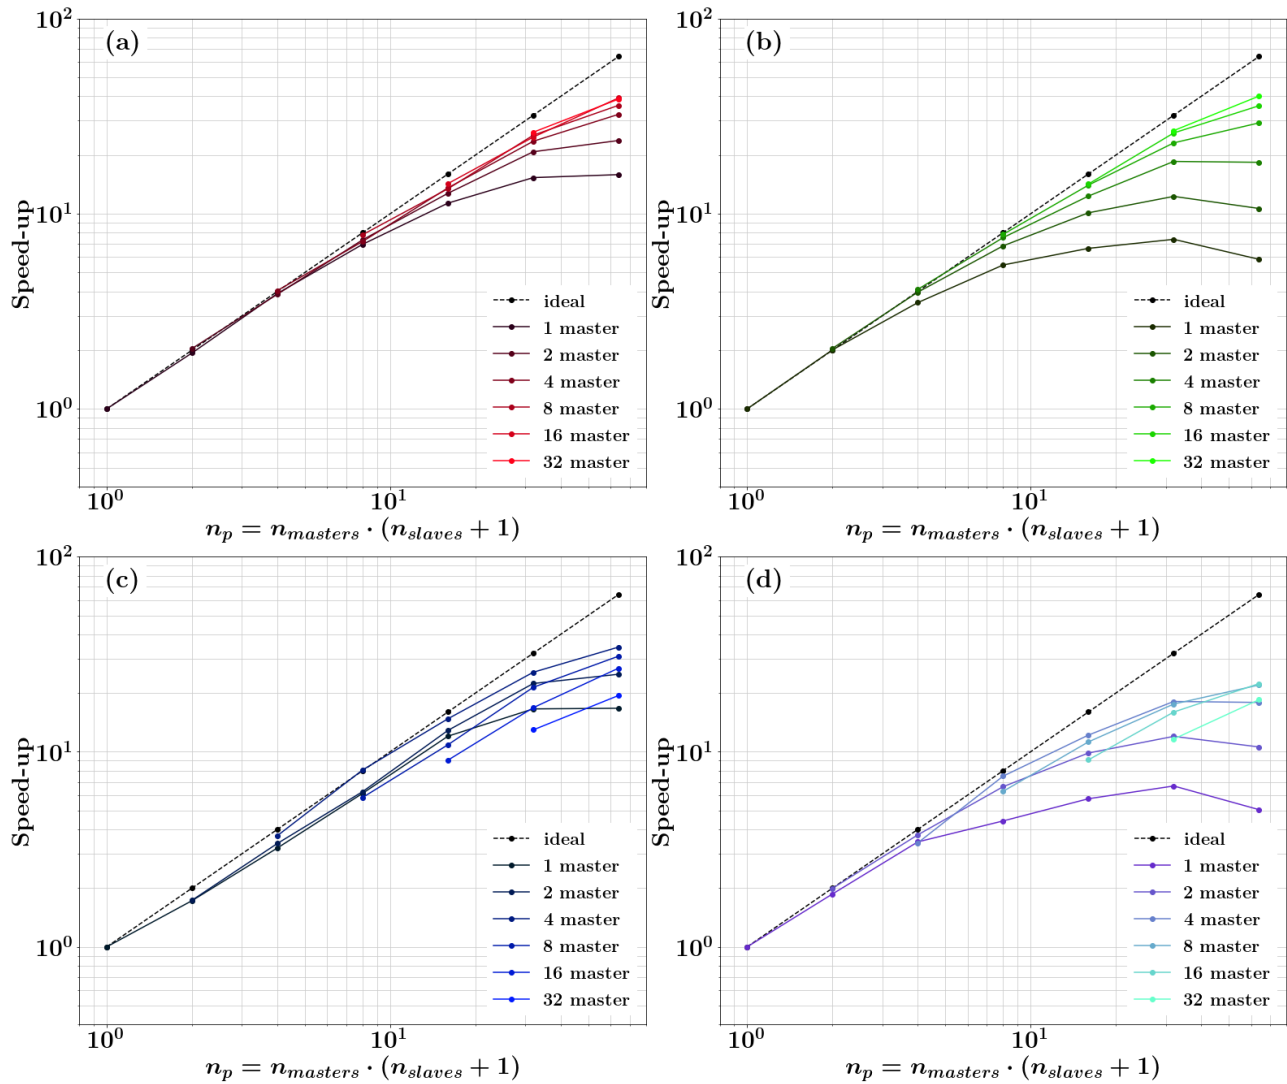 (a)
10²
10¹
10⁰
Speed-up
ideal
1 master
2 master
4 master
8 master
16 master
32 master
10⁰ 10¹
n_p = n_masters · (n_slaves + 1)
(b)
10²
10¹
10⁰
Speed-up
ideal
1 master
2 master
4 master
8 master
16 master
32 master
10⁰ 10¹
n_p = n_masters · (n_slaves + 1)
(c)
10²
10¹
10⁰
Speed-up
ideal
1 master
2 master
4 master
8 master
16 master
32 master
10⁰ 10¹
n_p = n_masters · (n_slaves + 1)
(d)
10²
10¹
10⁰
Speed-up
ideal
1 master
2 master
4 master
8 master
16 master
32 master
10⁰ 10¹
n_p = n_masters · (n_slaves + 1)